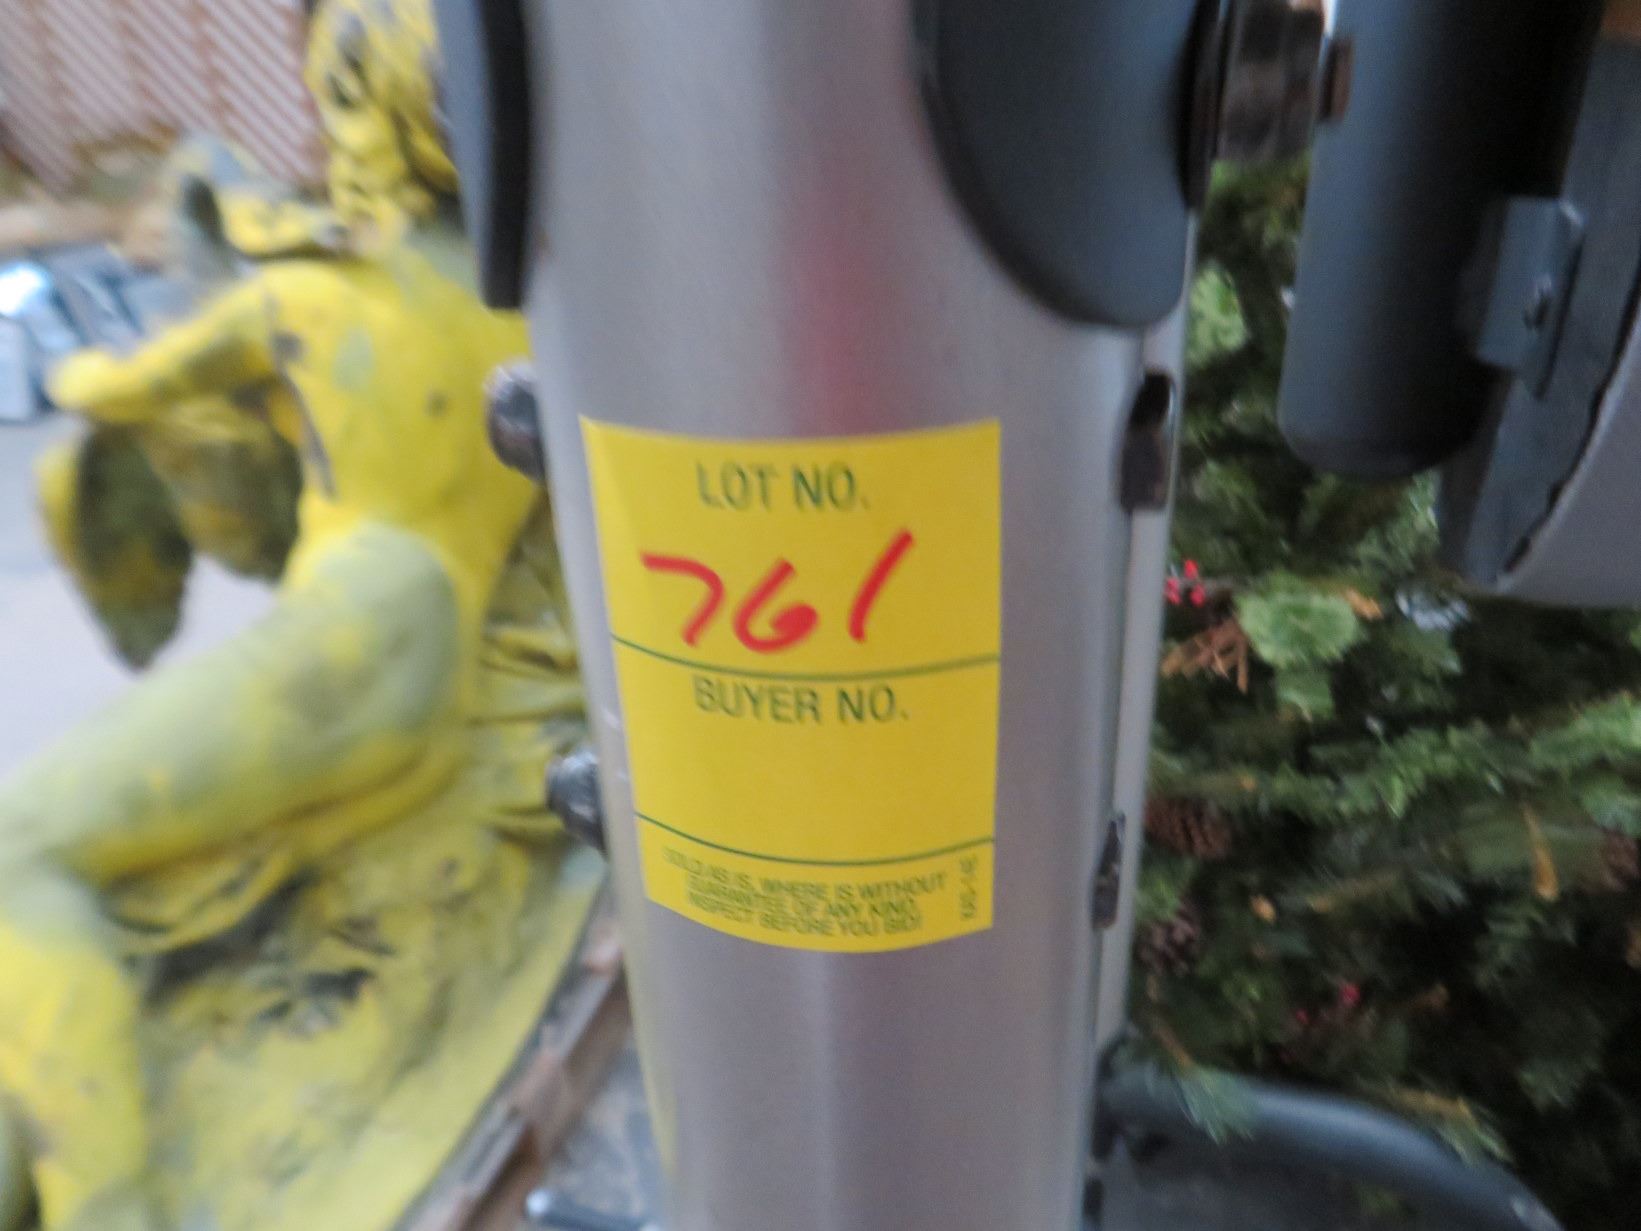 LOT NO.
761
BUYER NO.
SOLD AS IS, WHERE IS WITHOUT
GUARANTEE OF ANY KIND.
INSPECT BEFORE YOU BID!